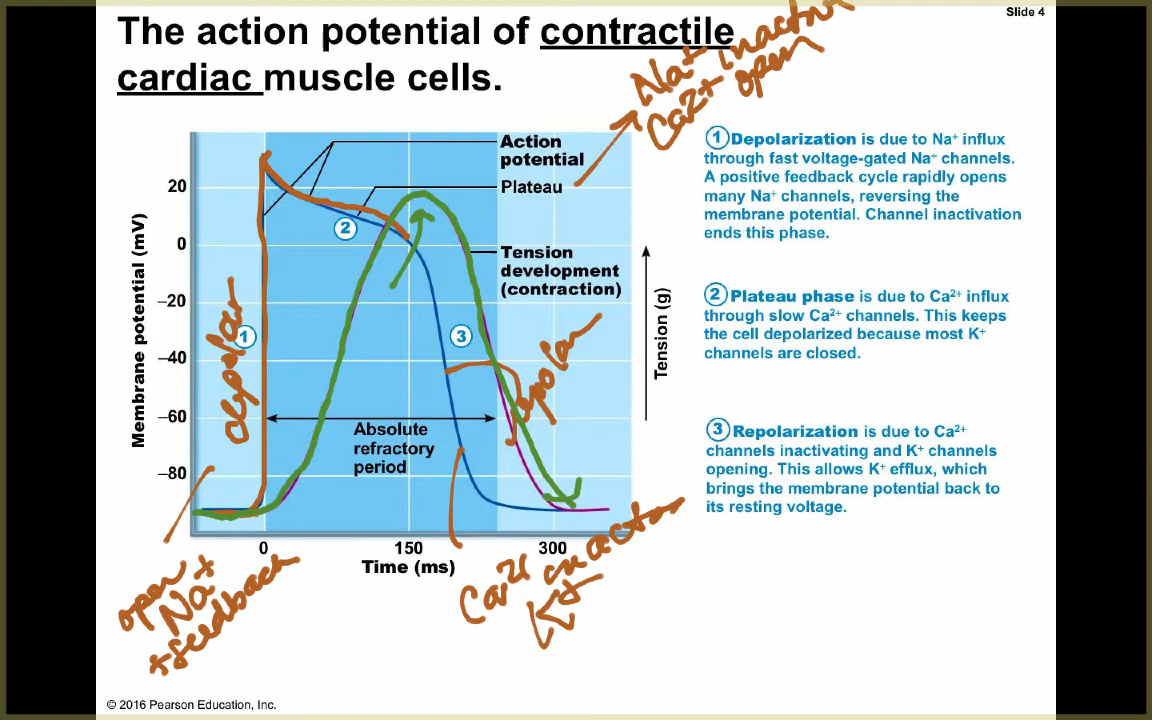 Slide 4
The action potential of contractile
cardiac muscle cells.
Na+ inactive
Ca2+ open
Action
potential
Plateau
Tension
development
(contraction)
20
0
–20
–40
–60
–80
Membrane potential (mV)
Tension (g)
1
2
3
Absolute
refractory
period
0
150
300
Time (ms)
open
Na+
+feedback
1 Depolarization is due to Na⁺ influx
through fast voltage-gated Na⁺ channels.
A positive feedback cycle rapidly opens
many Na⁺ channels, reversing the
membrane potential. Channel inactivation
ends this phase.
2 Plateau phase is due to Ca²⁺ influx
through slow Ca²⁺ channels. This keeps
the cell depolarized because most K⁺
channels are closed.
3 Repolarization is due to Ca²⁺
channels inactivating and K⁺ channels
opening. This allows K⁺ efflux, which
brings the membrane potential back to
its resting voltage.
© 2016 Pearson Education, Inc.